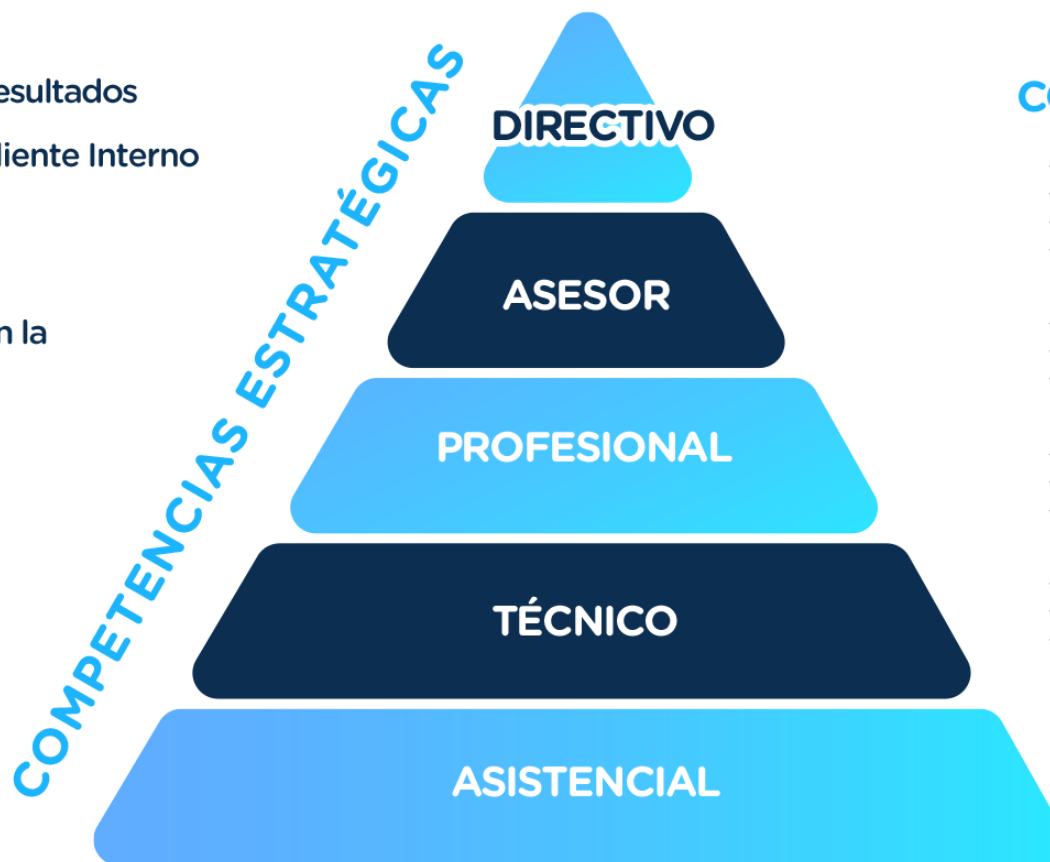 esultados
liente Interno
n la
COMPETENCIAS ESTRATÉGICAS
DIRECTIVO
ASESOR
PROFESIONAL
TÉCNICO
ASISTENCIAL